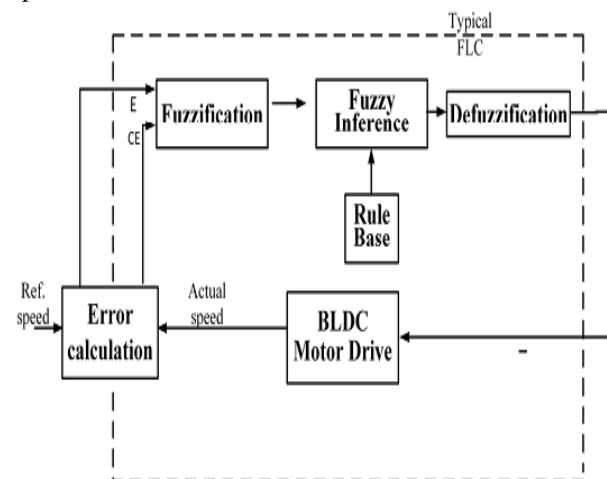 Typical
FLC
E
CE
Fuzzification
Fuzzy
Inference
Defuzzification
Rule
Base
Ref.
speed
Error
calculation
Actual
speed
BLDC
Motor Drive
–